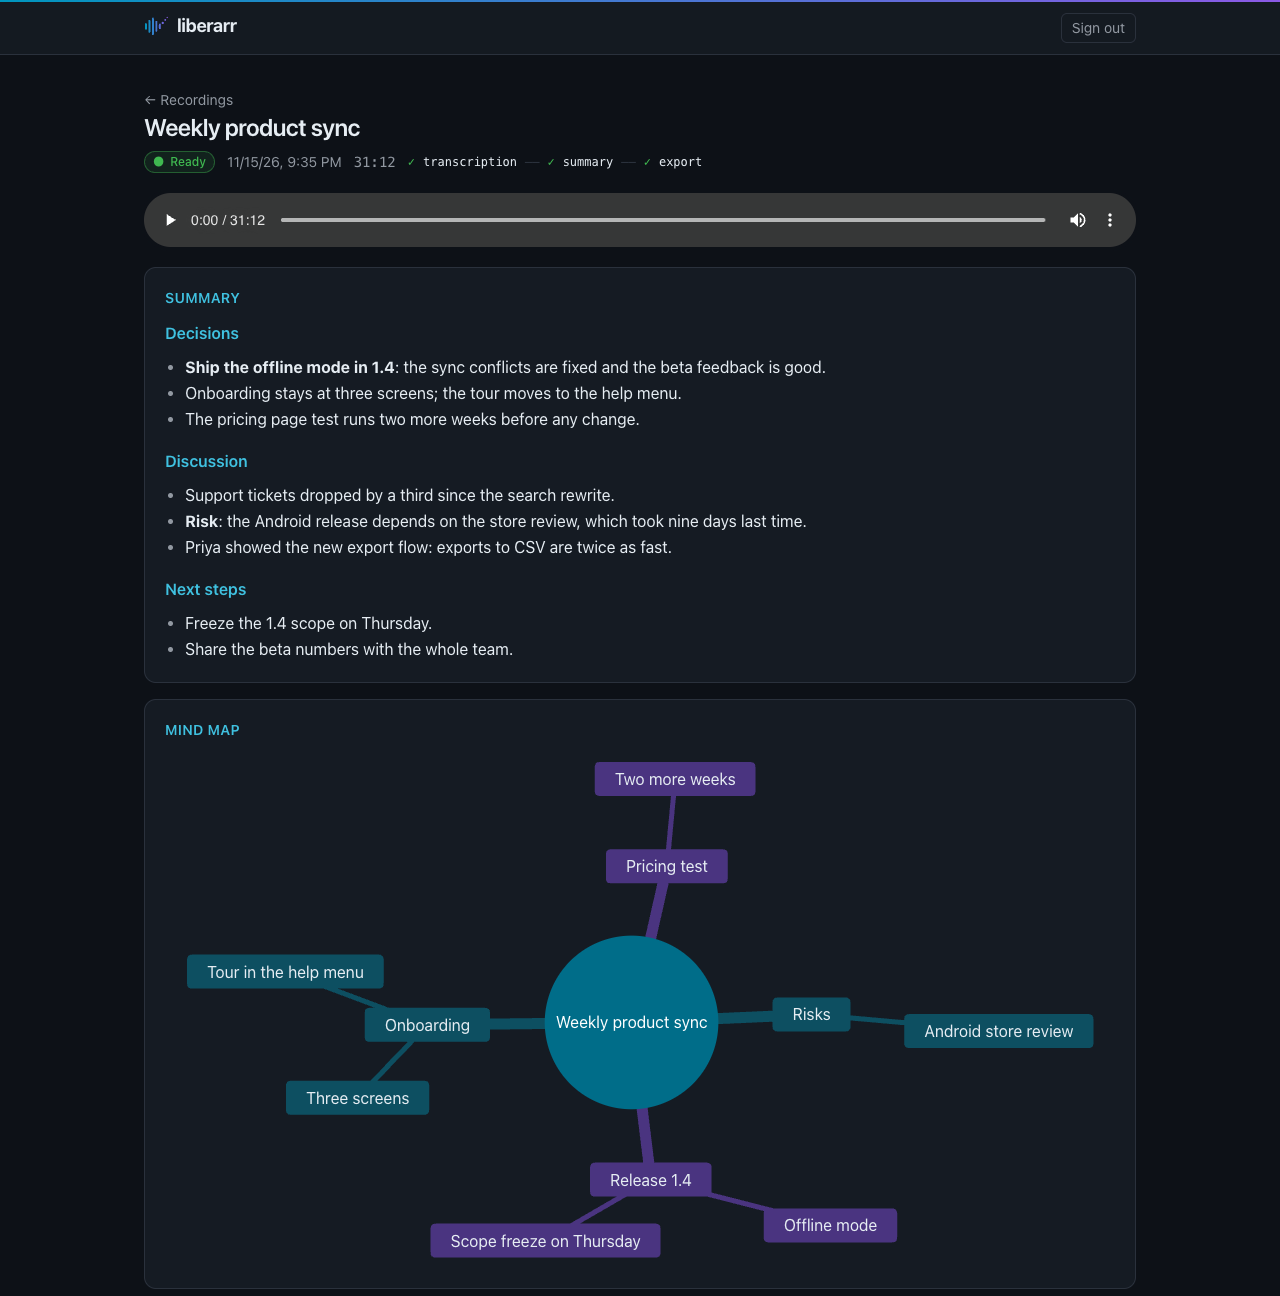 liberarr
Sign out
← Recordings
Weekly product sync
Ready 11/15/26, 9:35 PM 31:12 ✓ transcription — ✓ summary — ✓ export
0:00 / 31:12
SUMMARY
Decisions
• Ship the offline mode in 1.4: the sync conflicts are fixed and the beta feedback is good.
• Onboarding stays at three screens; the tour moves to the help menu.
• The pricing page test runs two more weeks before any change.
Discussion
• Support tickets dropped by a third since the search rewrite.
• Risk: the Android release depends on the store review, which took nine days last time.
• Priya showed the new export flow: exports to CSV are twice as fast.
Next steps
• Freeze the 1.4 scope on Thursday.
• Share the beta numbers with the whole team.
MIND MAP
Two more weeks
Pricing test
Tour in the help menu
Onboarding
Weekly product sync
Risks
Android store review
Three screens
Release 1.4
Offline mode
Scope freeze on Thursday